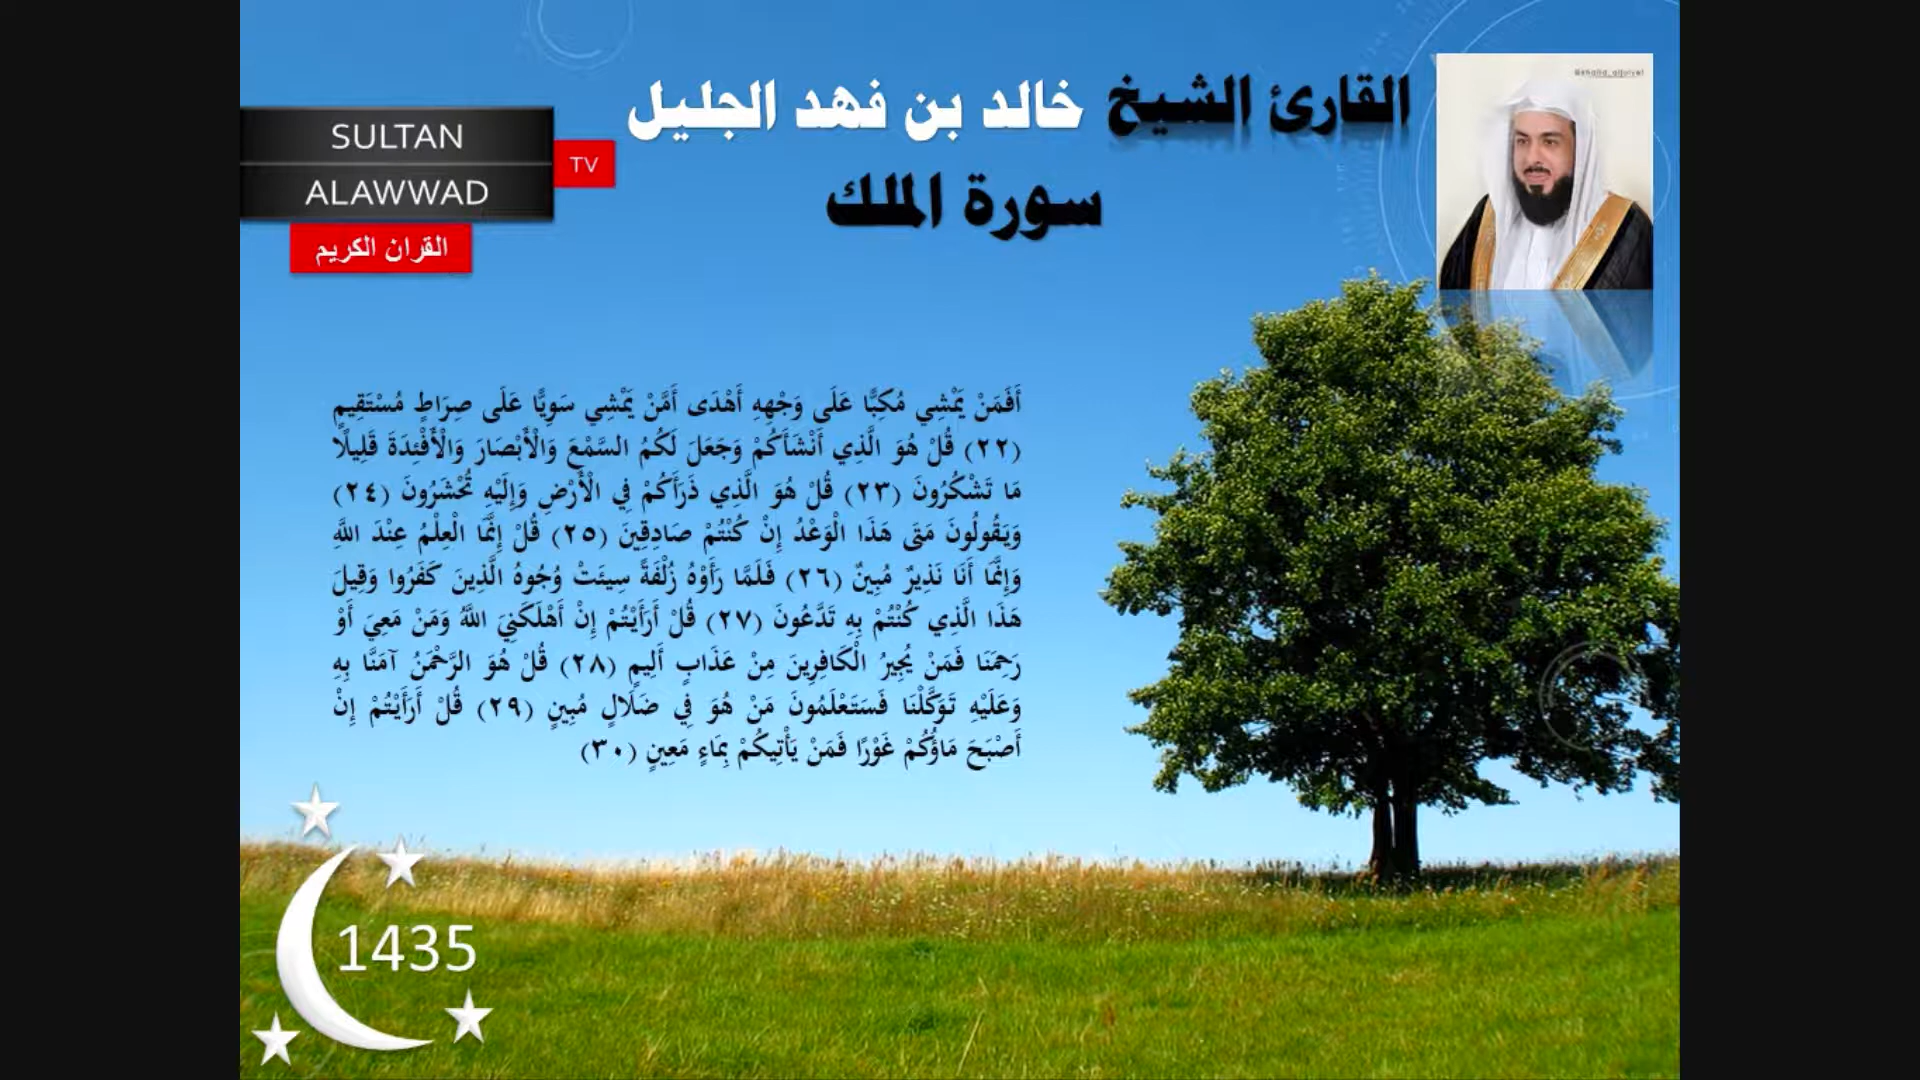 القارئ الشيخ خالد بن فهد الجليل
سورة الملك
SULTAN
ALAWWAD
TV
القران الكريم
أَفَمَنْ يَمْشِي مُكِبًّا عَلَى وَجْهِهِ أَهْدَى أَمَّنْ يَمْشِي سَوِيًّا عَلَى صِرَاطٍ مُسْتَقِيمٍ
(٢٢) قُلْ هُوَ الَّذِي أَنْشَأَكُمْ وَجَعَلَ لَكُمُ السَّمْعَ وَالْأَبْصَارَ وَالْأَفْئِدَةَ قَلِيلًا
مَا تَشْكُرُونَ (٢٣) قُلْ هُوَ الَّذِي ذَرَأَكُمْ فِي الْأَرْضِ وَإِلَيْهِ تُحْشَرُونَ (٢٤)
وَيَقُولُونَ مَتَى هَذَا الْوَعْدُ إِنْ كُنْتُمْ صَادِقِينَ (٢٥) قُلْ إِنَّمَا الْعِلْمُ عِنْدَ اللَّهِ
وَإِنَّمَا أَنَا نَذِيرٌ مُبِينٌ (٢٦) فَلَمَّا رَأَوْهُ زُلْفَةً سِيئَتْ وُجُوهُ الَّذِينَ كَفَرُوا وَقِيلَ
هَذَا الَّذِي كُنْتُمْ بِهِ تَدَّعُونَ (٢٧) قُلْ أَرَأَيْتُمْ إِنْ أَهْلَكَنِيَ اللَّهُ وَمَنْ مَعِيَ أَوْ
رَحِمَنَا فَمَنْ يُجِيرُ الْكَافِرِينَ مِنْ عَذَابٍ أَلِيمٍ (٢٨) قُلْ هُوَ الرَّحْمَنُ آمَنَّا بِهِ
وَعَلَيْهِ تَوَكَّلْنَا فَسَتَعْلَمُونَ مَنْ هُوَ فِي ضَلَالٍ مُبِينٍ (٢٩) قُلْ أَرَأَيْتُمْ إِنْ
أَصْبَحَ مَاؤُكُمْ غَوْرًا فَمَنْ يَأْتِيكُمْ بِمَاءٍ مَعِينٍ (٣٠)
1435